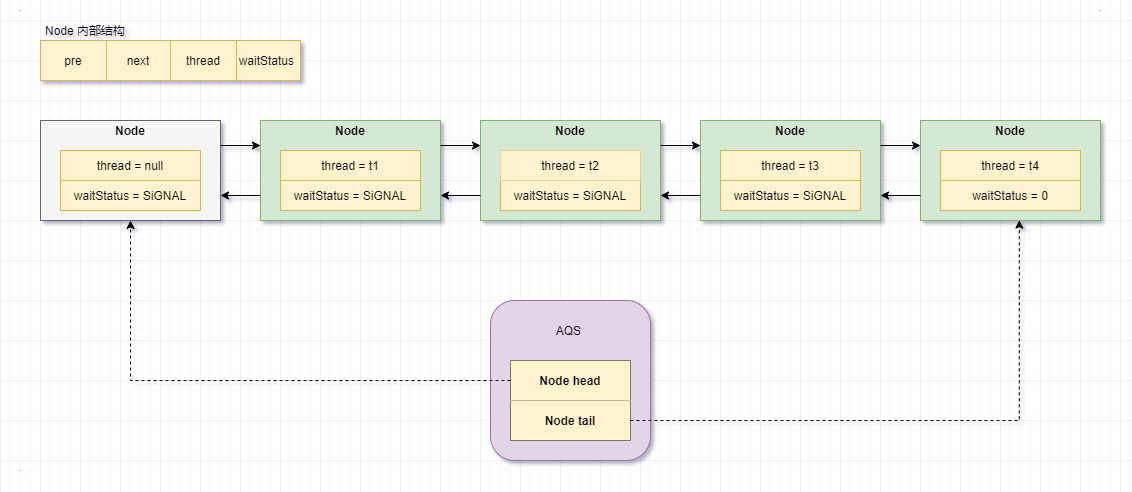 Node 内部结构
pre next thread waitStatus
Node Node Node Node Node
thread = null thread = t1 thread = t2 thread = t3 thread = t4
waitStatus = SiGNAL waitStatus = SiGNAL waitStatus = SiGNAL waitStatus = SiGNAL waitStatus = 0
AQS
Node head
Node tail